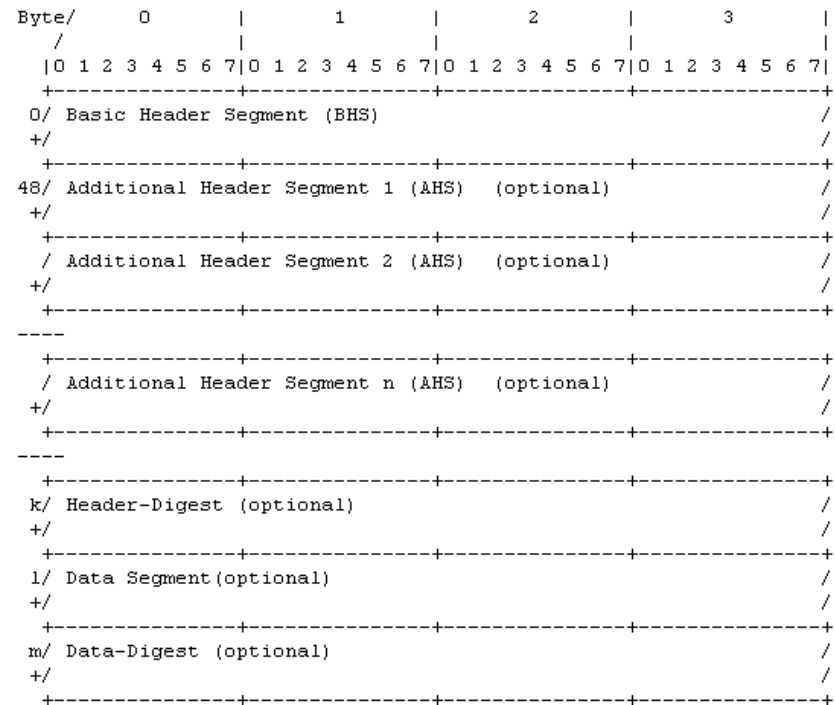 Byte/     0       |       1       |       2       |       3       |
   /              |               |               |               |
  |0 1 2 3 4 5 6 7|0 1 2 3 4 5 6 7|0 1 2 3 4 5 6 7|0 1 2 3 4 5 6 7|
  +---------------+---------------+---------------+---------------+
 0/ Basic Header Segment (BHS)                                    /
 +/                                                               /
  +---------------+---------------+---------------+---------------+
48/ Additional Header Segment 1 (AHS)  (optional)                 /
 +/                                                               /
  +---------------+---------------+---------------+---------------+
  / Additional Header Segment 2 (AHS)  (optional)                 /
 +/                                                               /
  +---------------+---------------+---------------+---------------+
----
  +---------------+---------------+---------------+---------------+
  / Additional Header Segment n (AHS)  (optional)                 /
 +/                                                               /
  +---------------+---------------+---------------+---------------+
----
  +---------------+---------------+---------------+---------------+
 k/ Header-Digest (optional)                                      /
 +/                                                               /
  +---------------+---------------+---------------+---------------+
 l/ Data Segment(optional)                                        /
 +/                                                               /
  +---------------+---------------+---------------+---------------+
 m/ Data-Digest (optional)                                        /
 +/                                                               /
  +---------------+---------------+---------------+---------------+